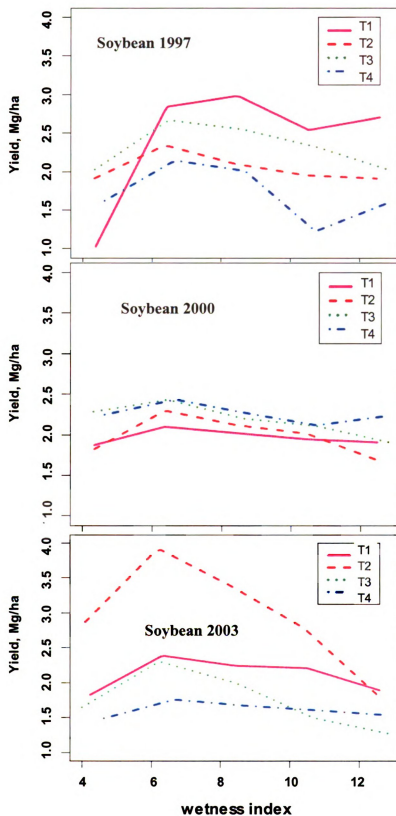 Soybean 1997
T1
T2
T3
T4
Yield, Mg/ha
4.0
3.5
3.0
2.5
2.0
1.5
1.0
Soybean 2000
T1
T2
T3
T4
Yield, Mg/ha
4.0
3.5
3.0
2.5
2.0
1.5
1.0
Soybean 2003
T1
T2
T3
T4
Yield, Mg/ha
4.0
3.5
3.0
2.5
2.0
1.5
1.0
4 6 8 10 12
wetness index